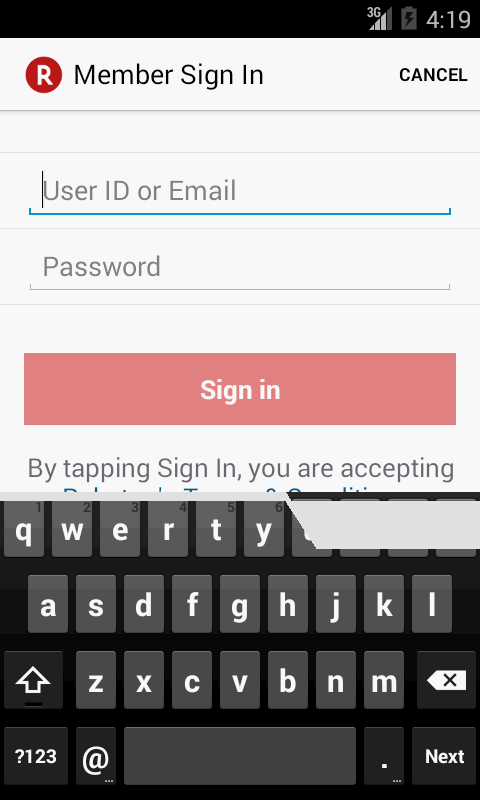 3G 4:19
R Member Sign In CANCEL
User ID or Email
Password
Sign in
By tapping Sign In, you are accepting
1 2 3 4 5 6
q w e r t y
a s d f g h j k l
z x c v b n m
?123 @ … . … Next